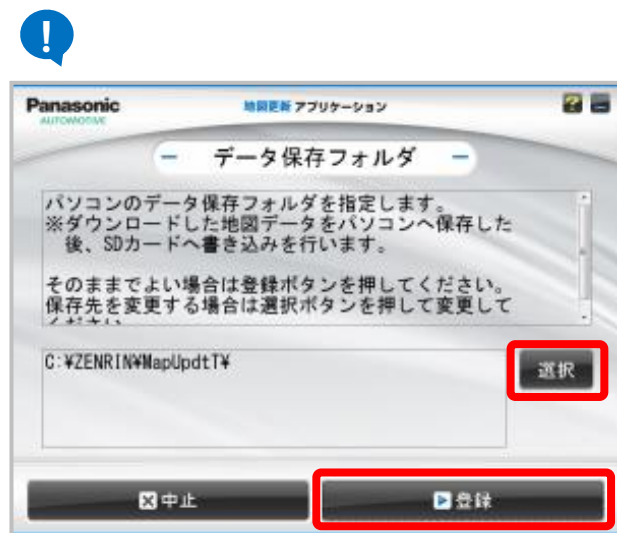 !
Panasonic
AUTOMOTIVE
地図更新 アプリケーション
?
データ保存フォルダ
パソコンのデータ保存フォルダを指定します。
※ダウンロードした地図データをパソコンへ保存した
後、SDカードへ書き込みを行います。
そのままでよい場合は登録ボタンを押してください。
保存先を変更する場合は選択ボタンを押して変更して
ください
C:¥ZENRIN¥MapUpdtT¥
選択
中止
登録